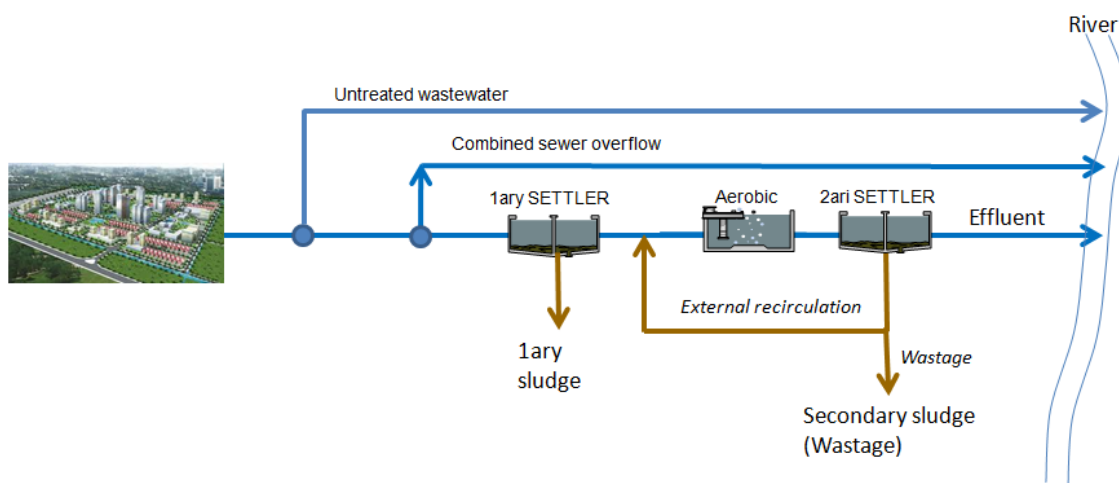 River
Untreated wastewater
Combined sewer overflow
1ary SETTLER
Aerobic
2ari SETTLER
Effluent
External recirculation
1ary
sludge
Wastage
Secondary sludge
(Wastage)